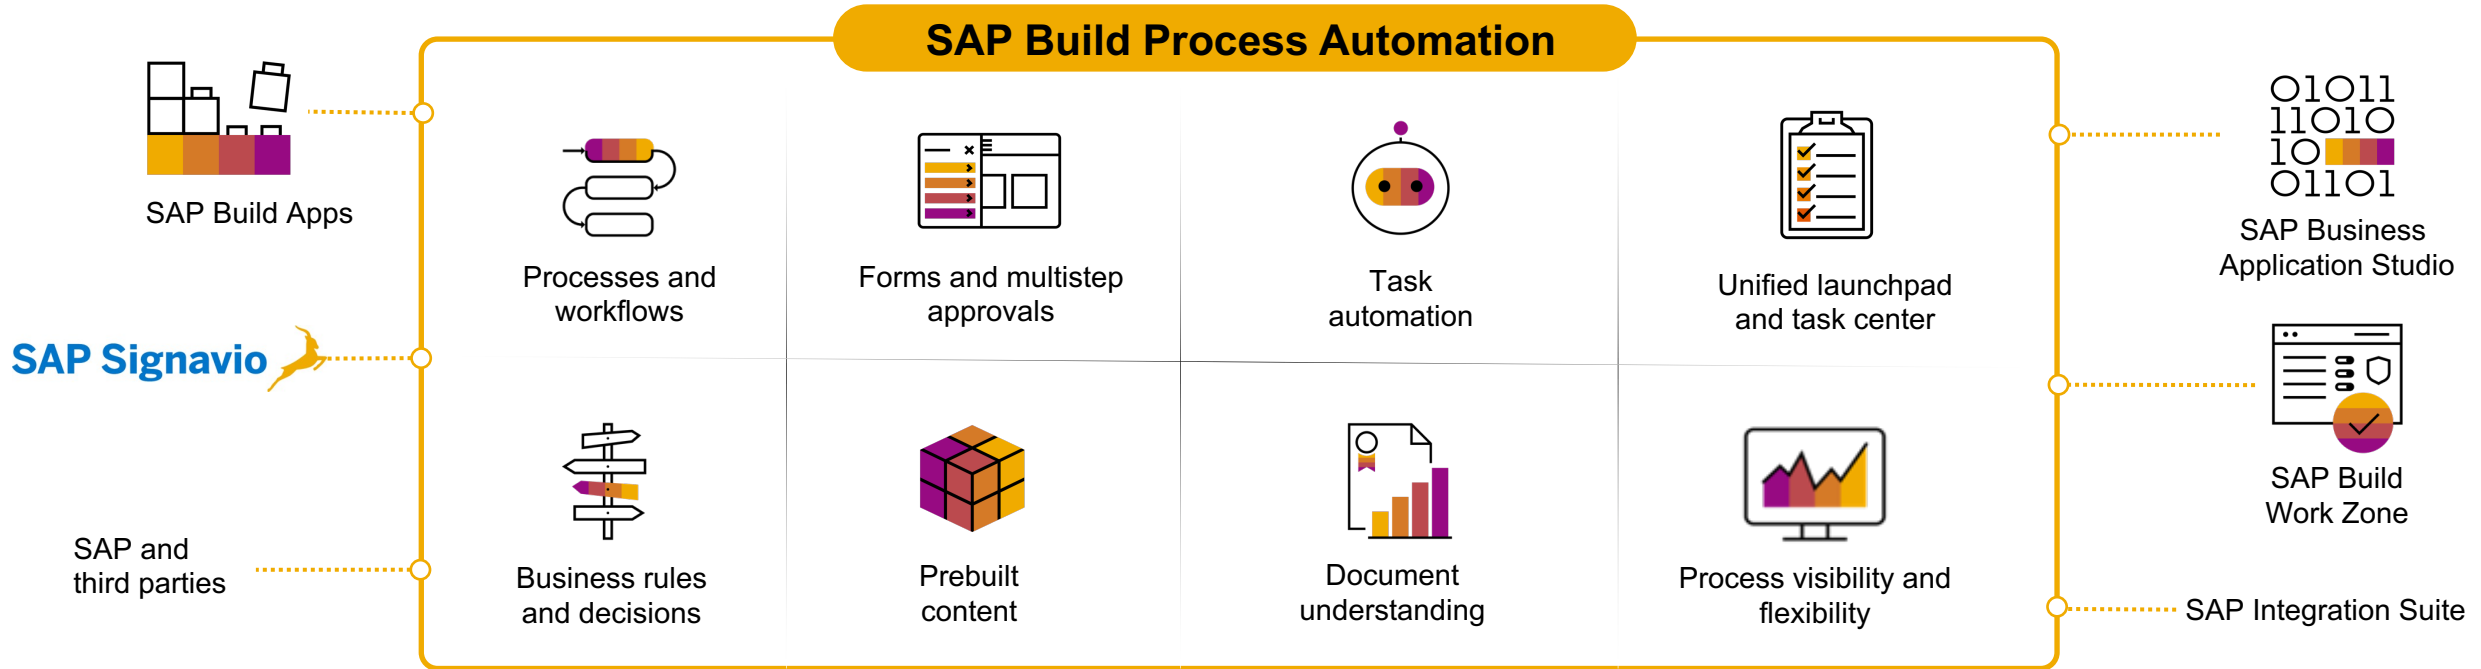 SAP Build Process Automation
SAP Build Apps
SAP Signavio
SAP and
third parties
Processes and
workflows
Forms and multistep
approvals
Task
automation
Unified launchpad
and task center
Business rules
and decisions
Prebuilt
content
Document
understanding
Process visibility and
flexibility
01011
11010
10
01101
SAP Business
Application Studio
SAP Build
Work Zone
SAP Integration Suite